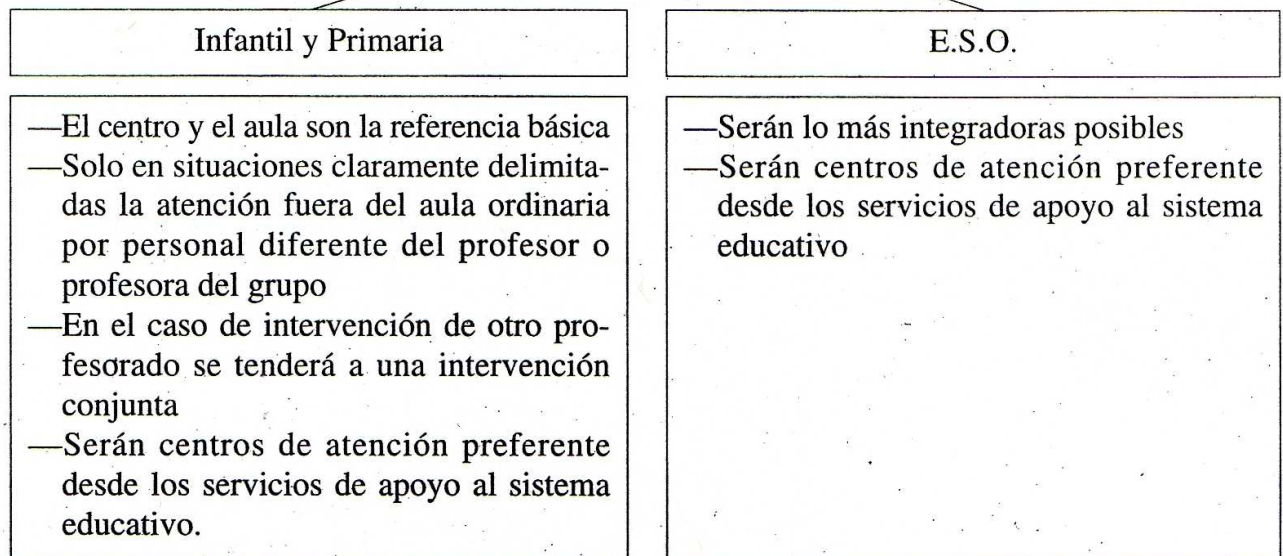 Infantil y Primaria
—El centro y el aula son la referencia básica
—Solo en situaciones claramente delimita-
das la atención fuera del aula ordinaria
por personal diferente del profesor o
profesora del grupo
—En el caso de intervención de otro pro-
fesorado se tenderá a una intervención
conjunta
—Serán centros de atención preferente
desde los servicios de apoyo al sistema
educativo.
E.S.O.
—Serán lo más integradoras posibles
—Serán centros de atención preferente
desde los servicios de apoyo al sistema
educativo